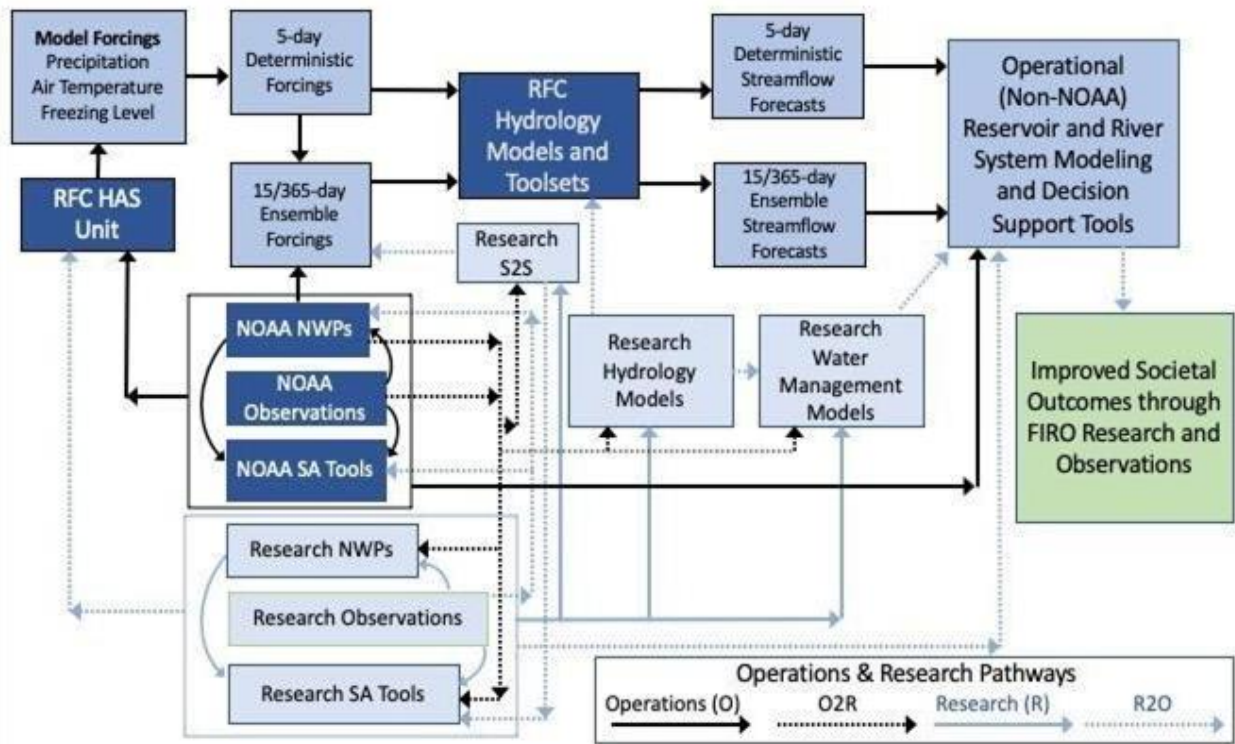 Model Forcings
Precipitation
Air Temperature
Freezing Level
5-day
Deterministic
Forcings
RFC
Hydrology
Models and
Toolsets
5-day
Deterministic
Streamflow
Forecasts
Operational
(Non-NOAA)
Reservoir and River
System Modeling
and Decision
Support Tools
RFC HAS
Unit
15/365-day
Ensemble
Forcings
15/365-day
Ensemble
Streamflow
Forecasts
Research
S2S
NOAA NWPs
NOAA
Observations
NOAA SA Tools
Research
Hydrology
Models
Research
Water
Management
Models
Improved Societal
Outcomes through
FIRO Research and
Observations
Research NWPs
Research Observations
Research SA Tools
Operations & Research Pathways
Operations (O)
O2R
Research (R)
R2O